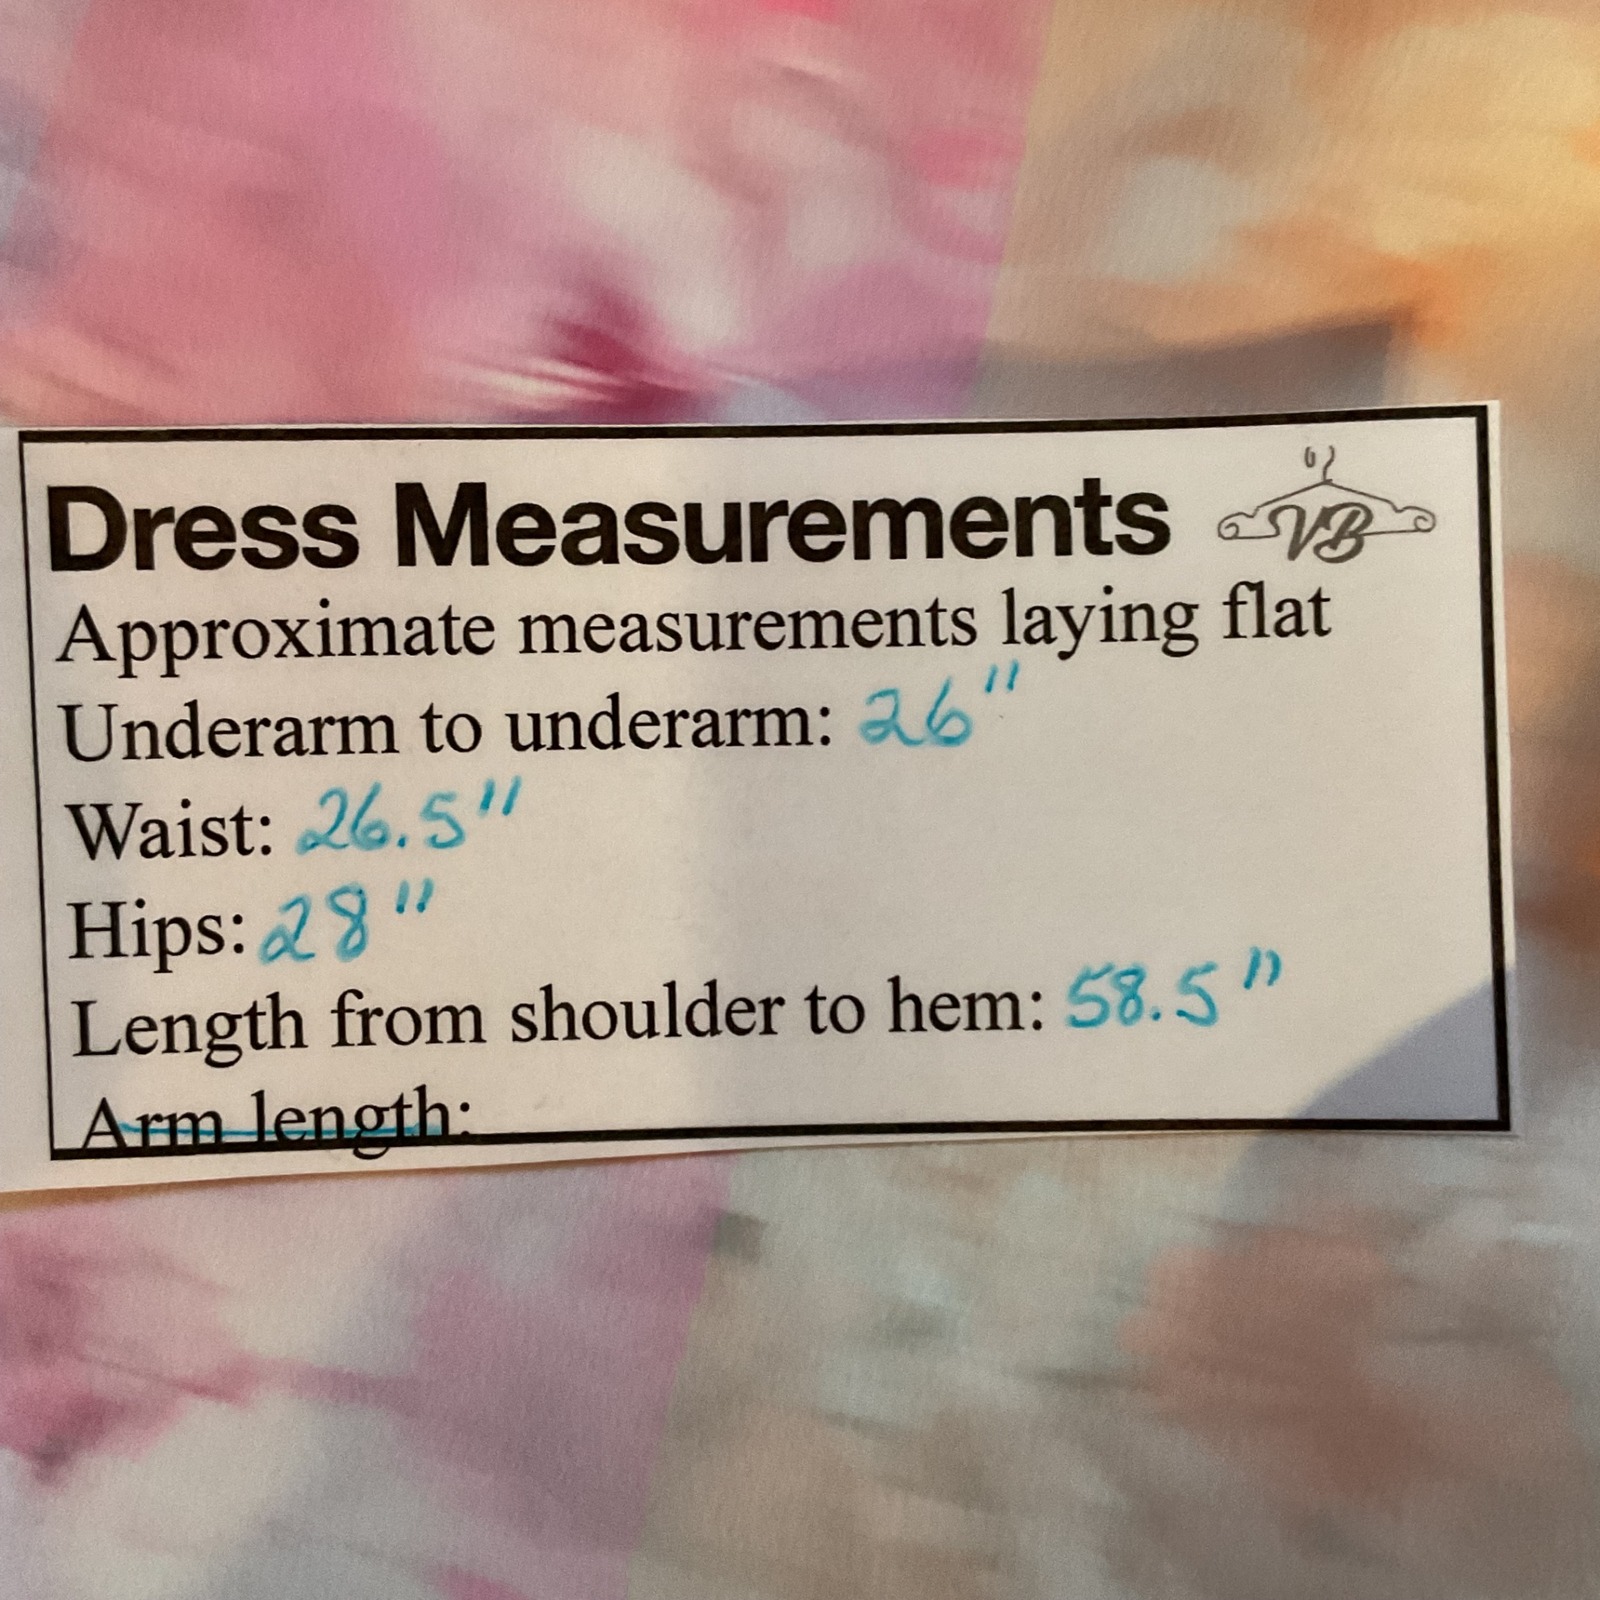 Dress Measurements VB
Approximate measurements laying flat
Underarm to underarm: 26"
Waist: 26.5"
Hips: 28"
Length from shoulder to hem: 58.5"
Arm length: